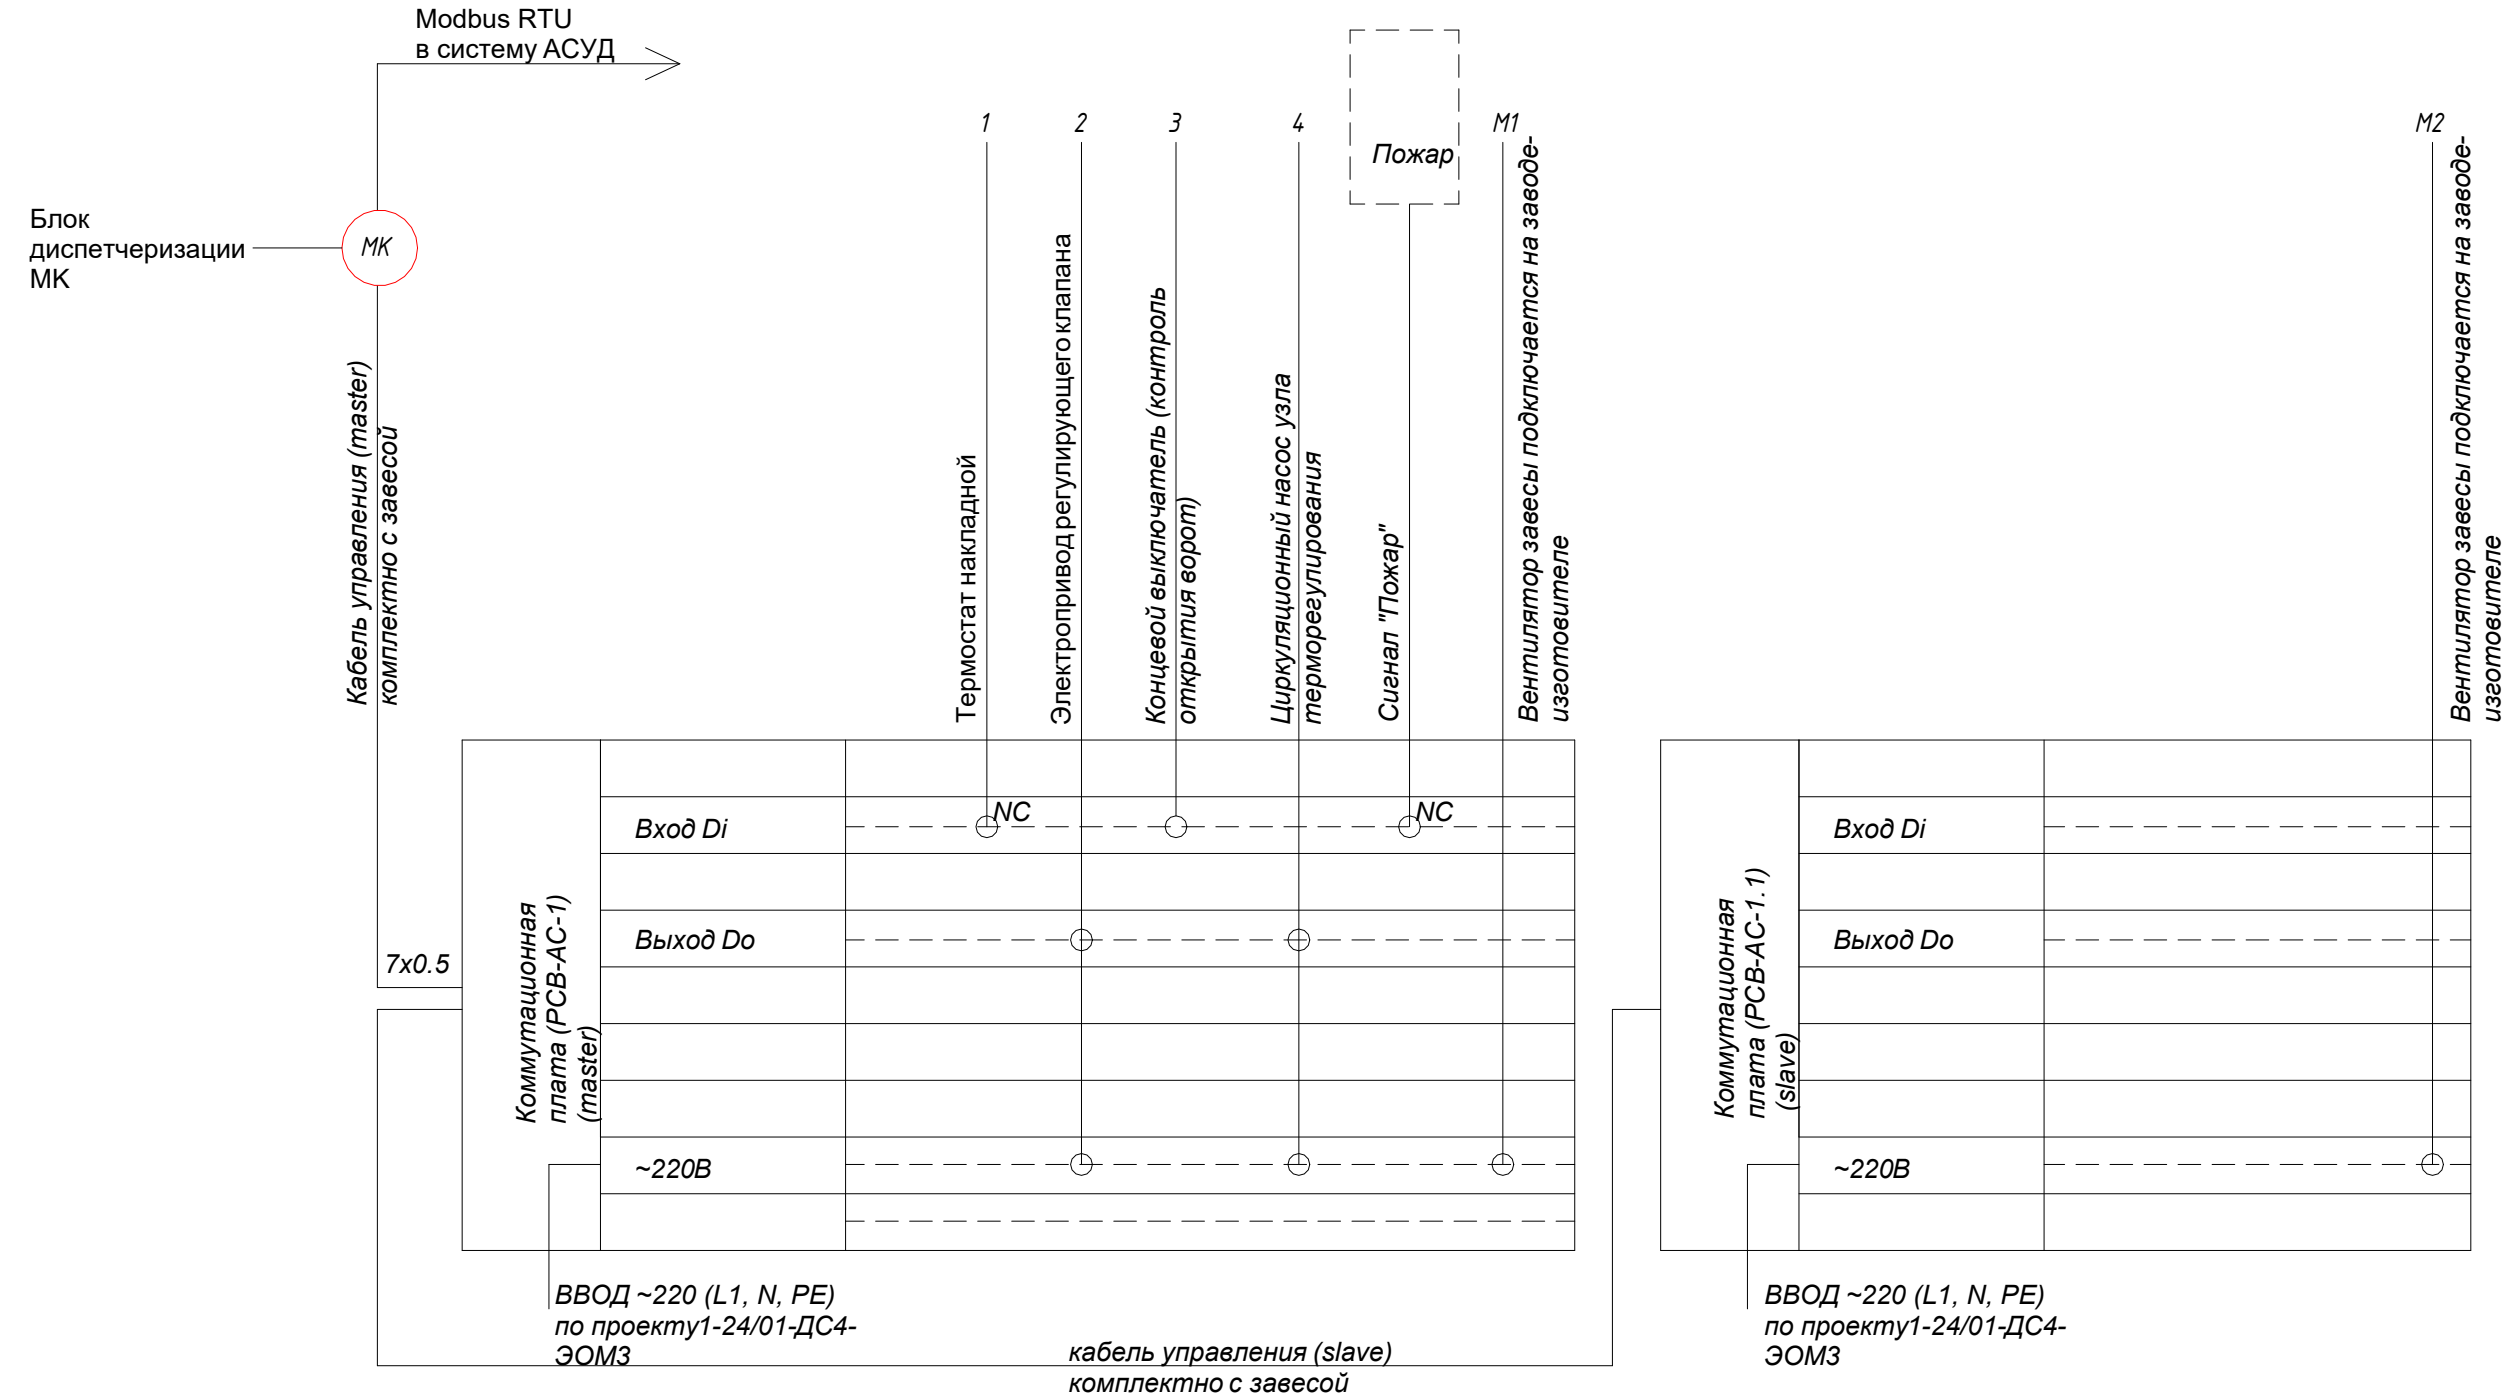 Modbus RTU
в систему АСУД
1
2
3
4
М1
М2
Пожар
Блок
диспетчеризации
МК
МК
Кабель управления (master)
комплектно с завесой
Термостат накладной
Электропривод регулирующего клапана
Концевой выключатель (контроль
открытия ворот)
Циркуляционный насос узла
терморегулирования
Сигнал "Пожар"
Вентилятор завесы подключается на заводе-
изготовителе
Вентилятор завесы подключается на заводе-
изготовителе
7х0.5
Коммутационная
плата (PCB-AC-1)
(master)
Вход Di
NC
NC
Выход Do
~220В
Коммутационная
плата (PCB-AC-1.1)
(slave)
Вход Di
Выход Do
~220В
ВВОД ~220 (L1, N, PE)
по проекту1-24/01-ДС4-
ЭОМ3
кабель управления (slave)
комплектно с завесой
ВВОД ~220 (L1, N, PE)
по проекту1-24/01-ДС4-
ЭОМ3